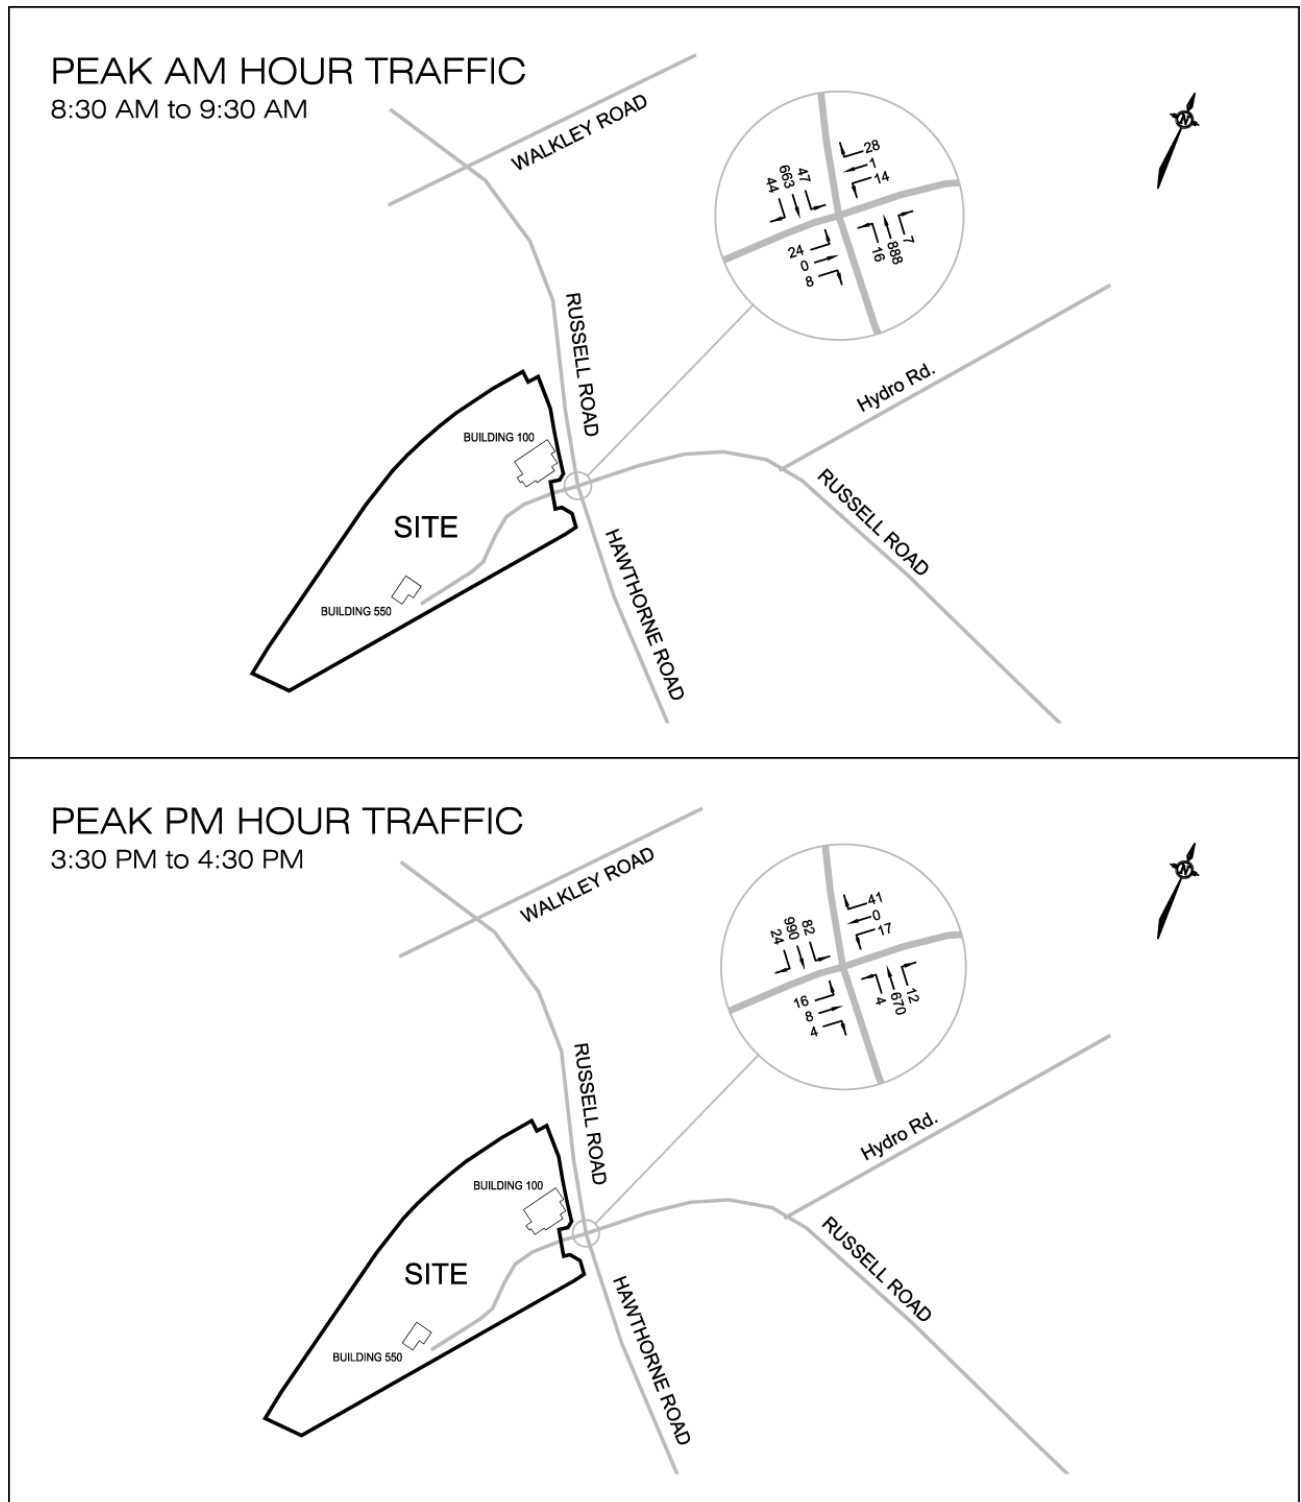 PEAK AM HOUR TRAFFIC
8:30 AM to 9:30 AM
WALKLEY ROAD
N
28
1
14
44
663
47
24
0
8
16
888
7
RUSSELL ROAD
Hydro Rd.
BUILDING 100
RUSSELL ROAD
SITE
HAWTHORNE ROAD
BUILDING 550
PEAK PM HOUR TRAFFIC
3:30 PM to 4:30 PM
WALKLEY ROAD
N
41
0
17
24
990
82
16
8
4
4
670
12
RUSSELL ROAD
Hydro Rd.
BUILDING 100
RUSSELL ROAD
SITE
HAWTHORNE ROAD
BUILDING 550